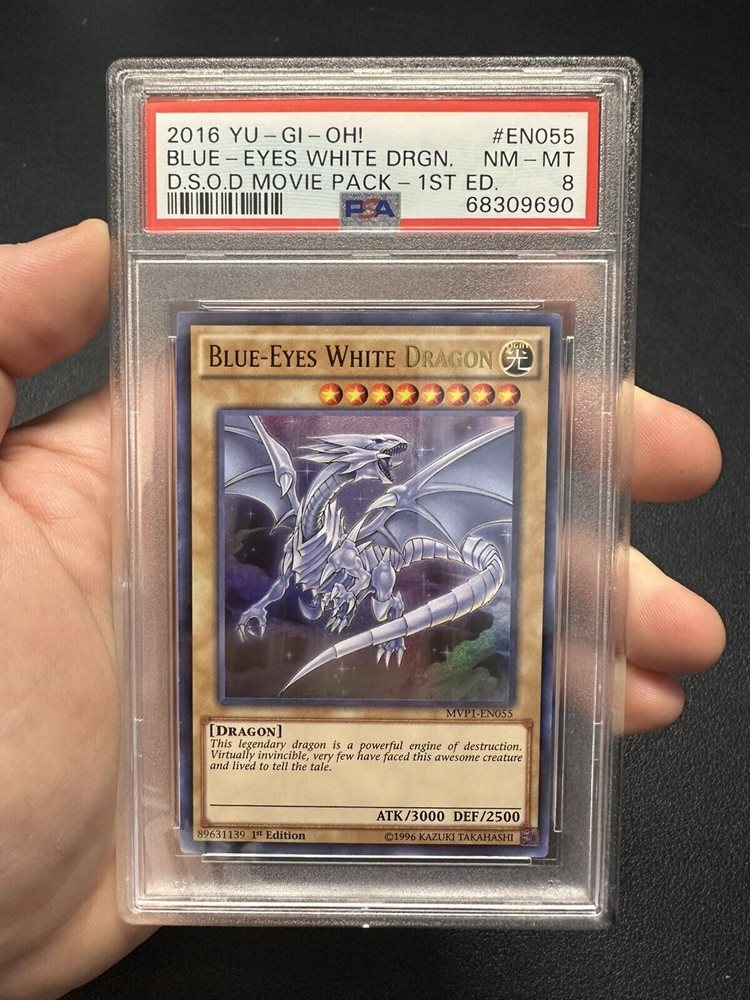 2016 YU-GI-OH! #EN055
BLUE-EYES WHITE DRGN. NM-MT
D.S.O.D MOVIE PACK-1ST ED. 8
PSA 68309690
BLUE-EYES WHITE DRAGON
LIGHT
光
MVP1-EN055
[DRAGON]
This legendary dragon is a powerful engine of destruction.
Virtually invincible, very few have faced this awesome creature
and lived to tell the tale.
ATK/3000 DEF/2500
89631139 1st Edition ©1996 KAZUKI TAKAHASHI